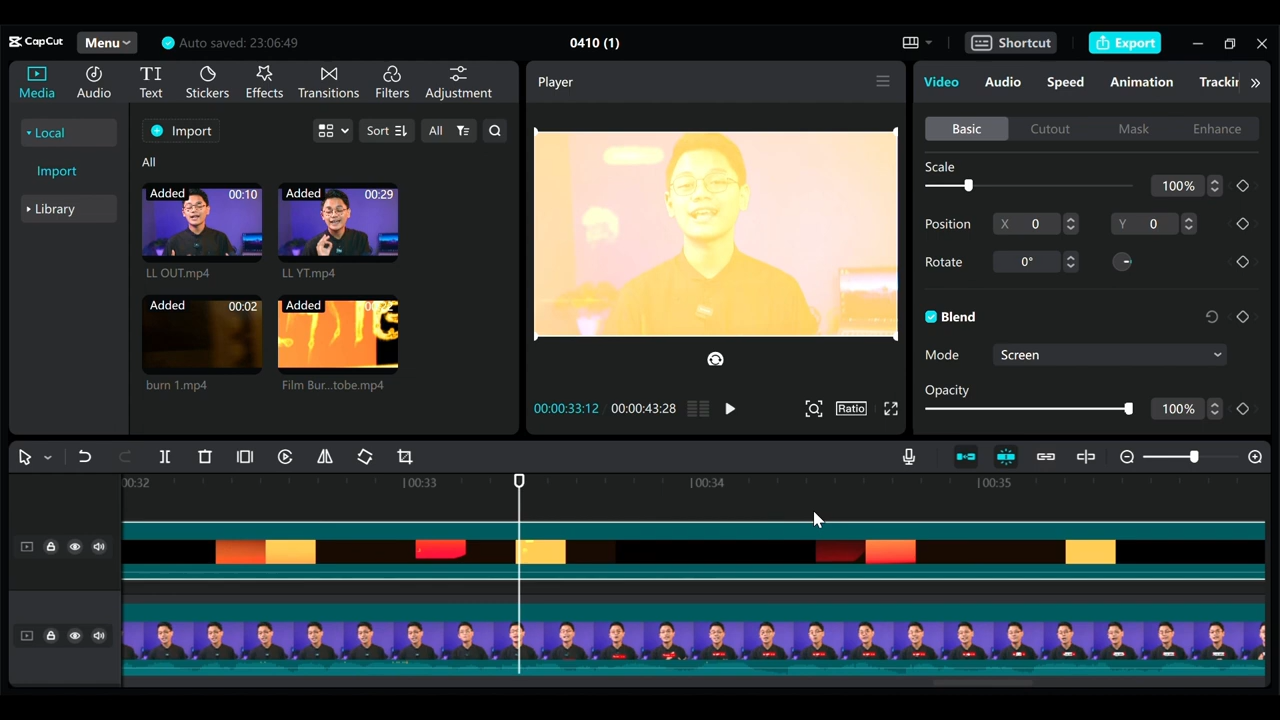 CapCut Menu Auto saved: 23:06:49 0410 (1) Shortcut Export
Media Audio Text Stickers Effects Transitions Filters Adjustment
Local
Import
Library
Import Sort All
All
Added 00:10 Added 00:29
LL OUT.mp4 LL YT.mp4
Added 00:02 Added
burn 1.mp4 Film Bur...tobe.mp4
Player
00:00:33:12 00:00:43:28 Ratio
Video Audio Speed Animation
Basic Cutout Mask Enhance
Scale
100%
Position X 0 Y 0
Rotate 0°
Blend
Mode Screen
Opacity
100%
00:32 00:33 00:34 00:35